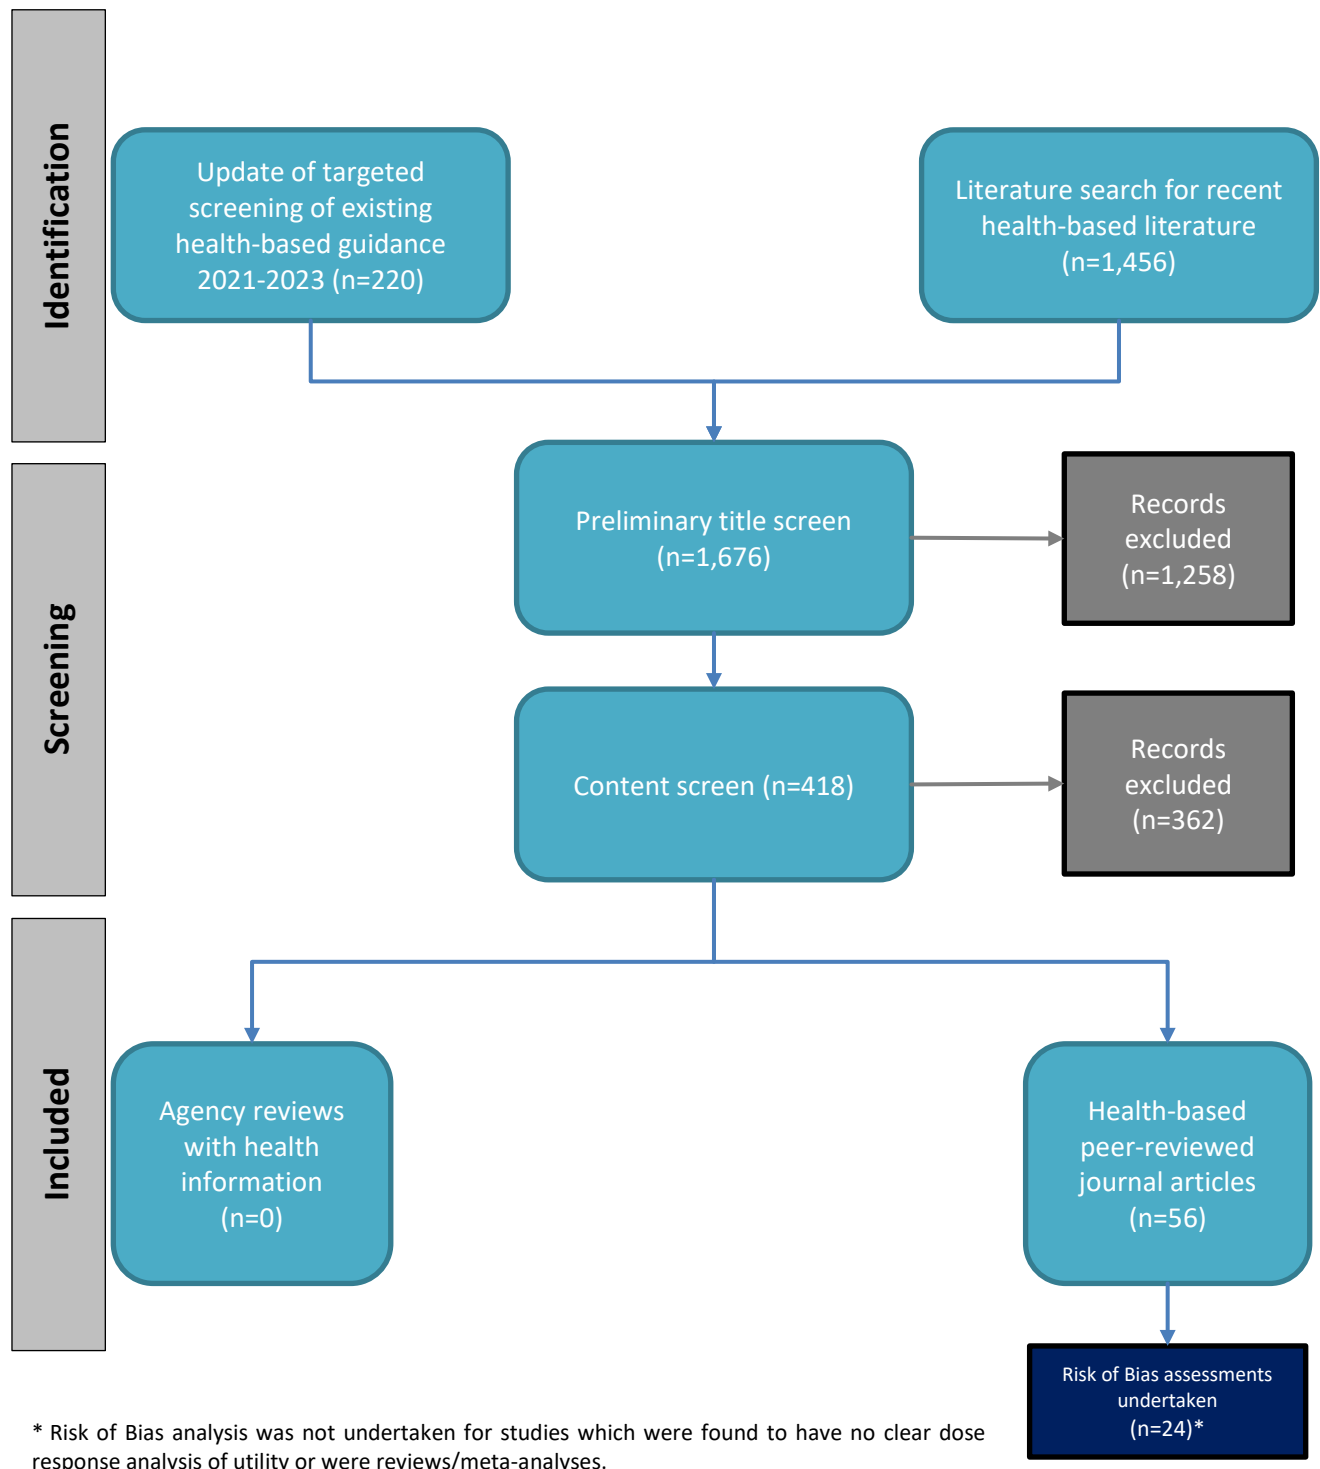 Identification
Update of targeted
screening of existing
health-based guidance
2021-2023 (n=220)
Literature search for recent
health-based literature
(n=1,456)
Screening
Preliminary title screen
(n=1,676)
Records
excluded
(n=1,258)
Content screen (n=418)
Records
excluded
(n=362)
Included
Agency reviews
with health
information
(n=0)
Health-based
peer-reviewed
journal articles
(n=56)
Risk of Bias assessments
undertaken
(n=24)*
* Risk of Bias analysis was not undertaken for studies which were found to have no clear dose
response analysis of utility or were reviews/meta-analyses.